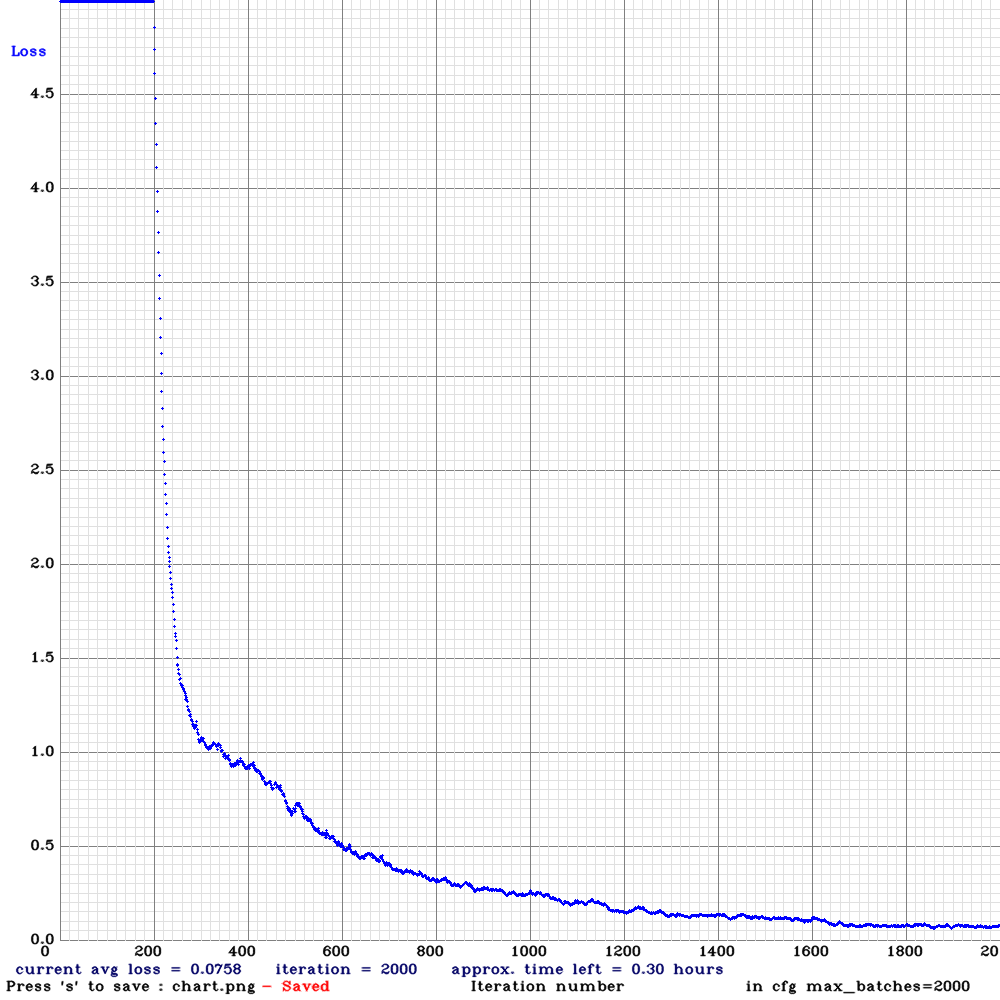 Loss
4.5
4.0
3.5
3.0
2.5
2.0
1.5
1.0
0.5
0.0
0 200 400 600 800 1000 1200 1400 1600 1800 20
current avg loss = 0.0758 iteration = 2000 approx. time left = 0.30 hours
Press 's' to save : chart.png - Saved Iteration number in cfg max_batches=2000